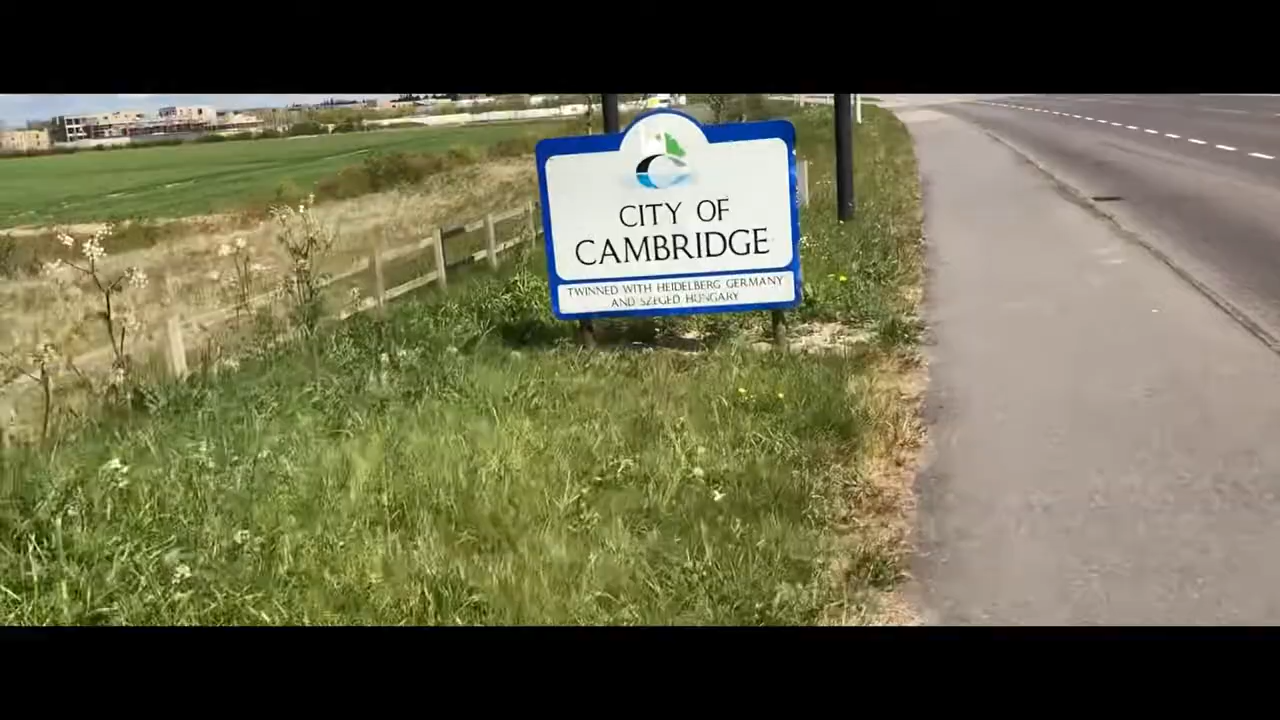 CITY OF
CAMBRIDGE
TWINNED WITH HEIDELBERG GERMANY
AND SZEGED HUNGARY